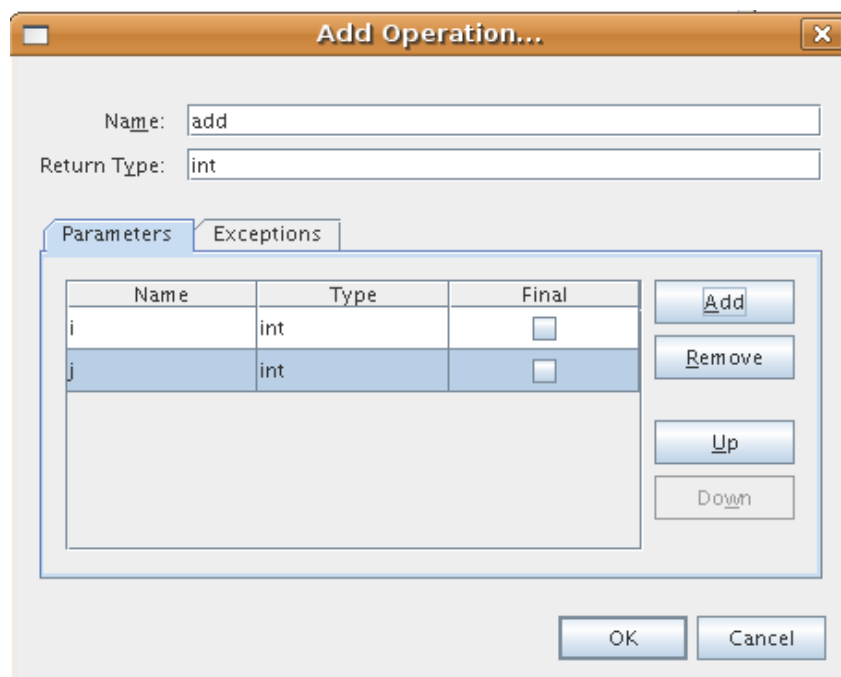 Add Operation...
Name: add
Return Type: int
Parameters Exceptions
Name Type Final
i int
j int
Add
Remove
Up
Down
OK Cancel